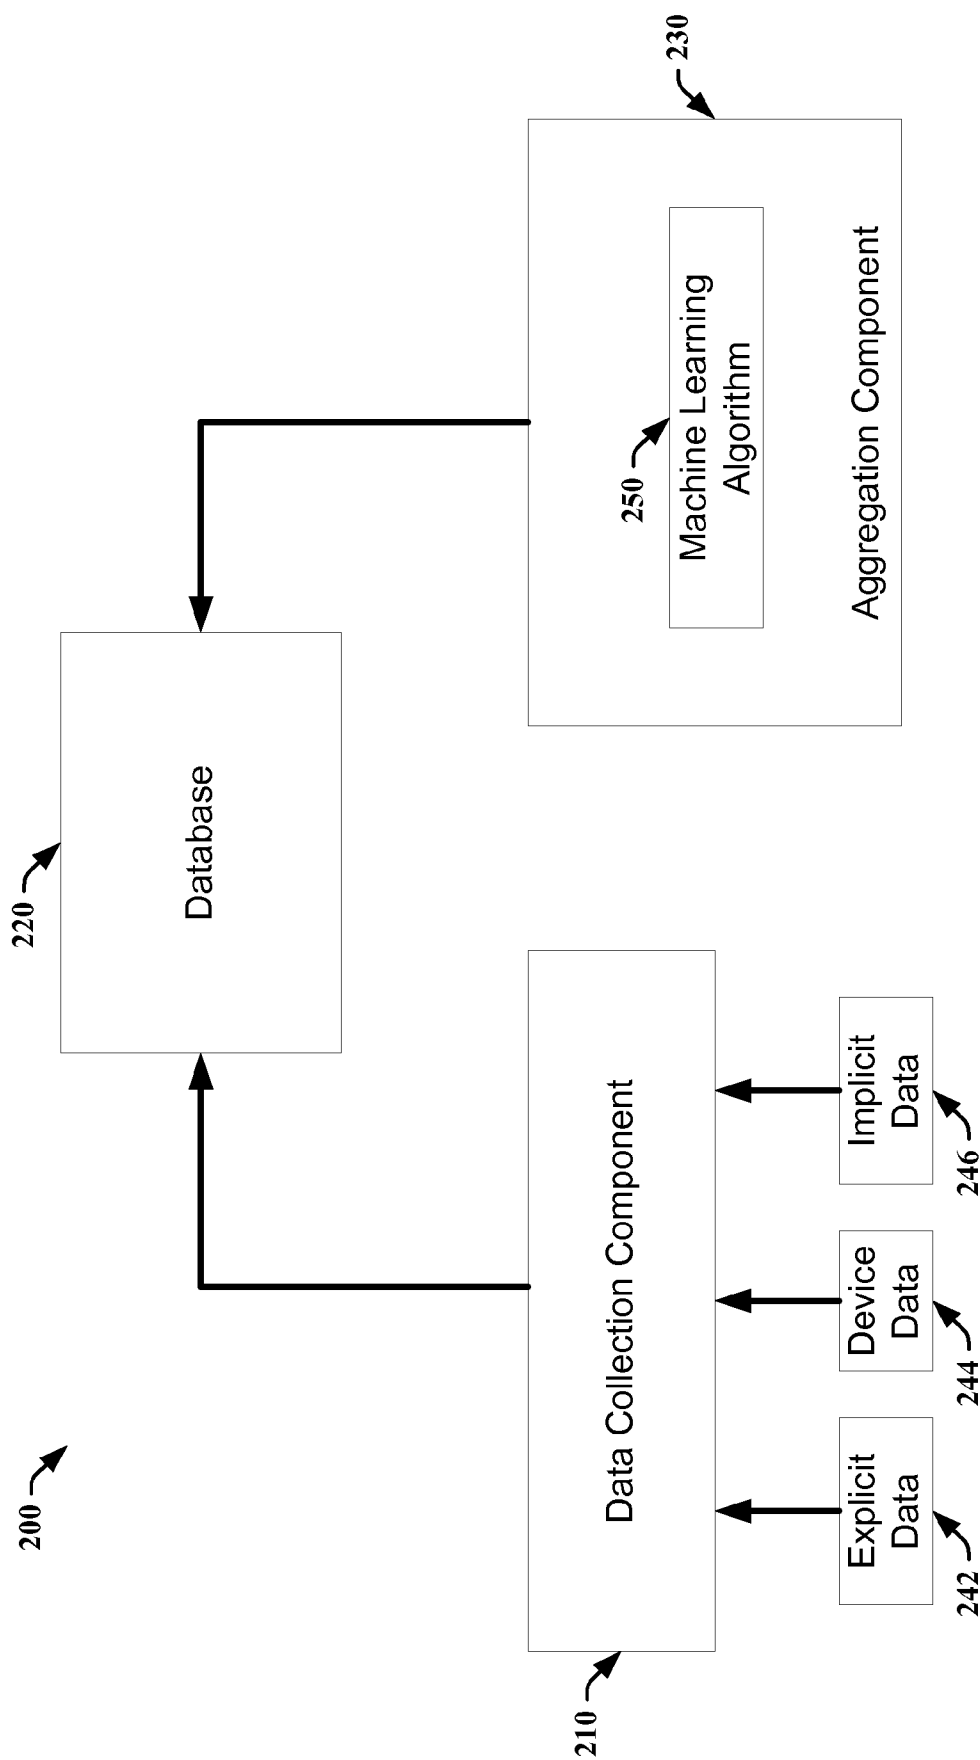 200
220
Database
210
Data Collection Component
230
250
Machine Learning
Algorithm
Aggregation Component
Explicit
Data
Device
Data
Implicit
Data
242
244
246